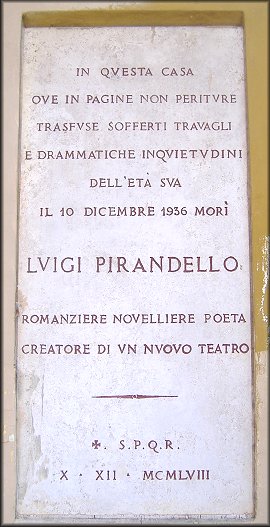 IN QVESTA CASA
OVE IN PAGINE NON PERITVRE
TRASFVSE SOFFERTI TRAVAGLI
E DRAMMATICHE INQVIETVDINI
DELL'ETÀ SVA
IL 10 DICEMBRE 1936 MORÌ
LVIGI PIRANDELLO
ROMANZIERE NOVELLIERE POETA
CREATORE DI VN NVOVO TEATRO
✠ . S.P.Q.R.
X · XII · MCMLVIII